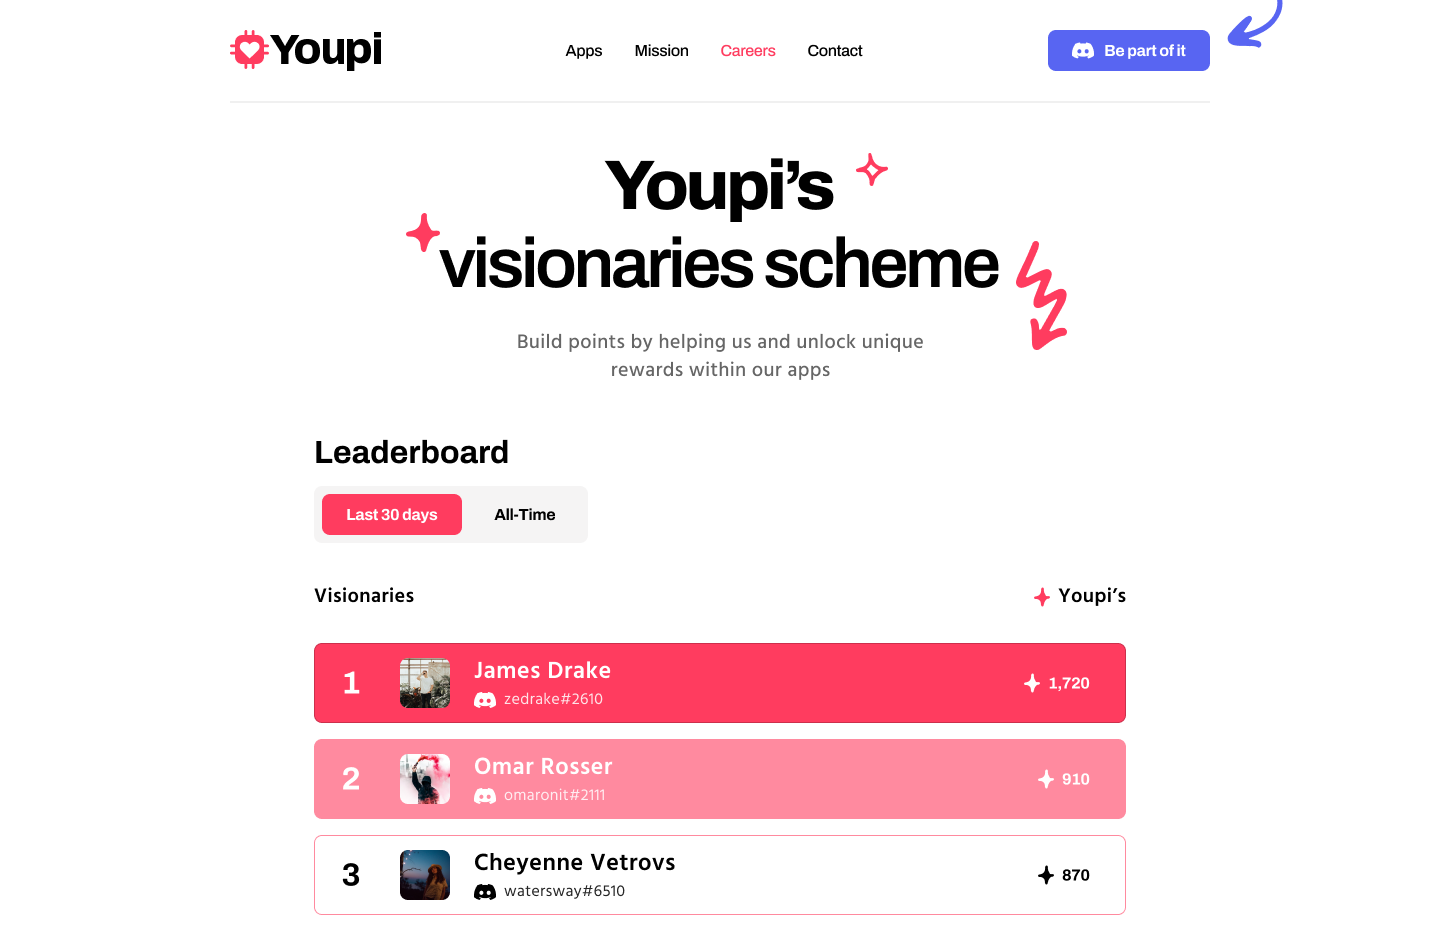 Youpi
Apps Mission Careers Contact
Be part of it
Youpi’s
visionaries scheme
Build points by helping us and unlock unique
rewards within our apps
Leaderboard
Last 30 days All-Time
Visionaries Youpi’s
1 James Drake 1,720
zedrake#2610
2 Omar Rosser 910
omaronit#2111
3 Cheyenne Vetrovs 870
watersway#6510